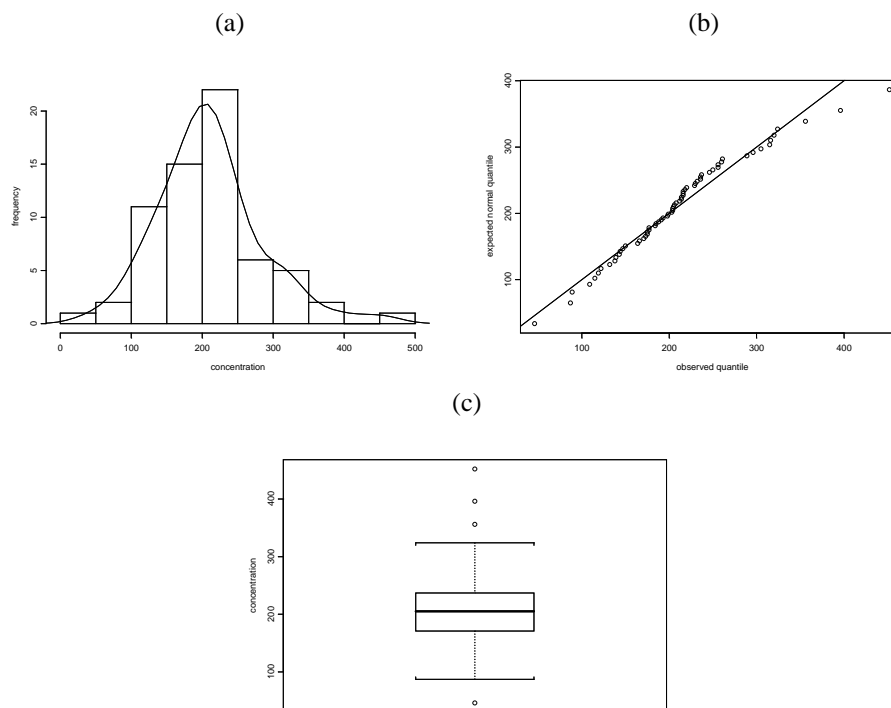 (a)
frequency
20
15
10
5
0
0 100 200 300 400 500
concentration
(b)
expected normal quantile
400
300
200
100
100 200 300 400
observed quantile
(c)
concentration
400
300
200
100